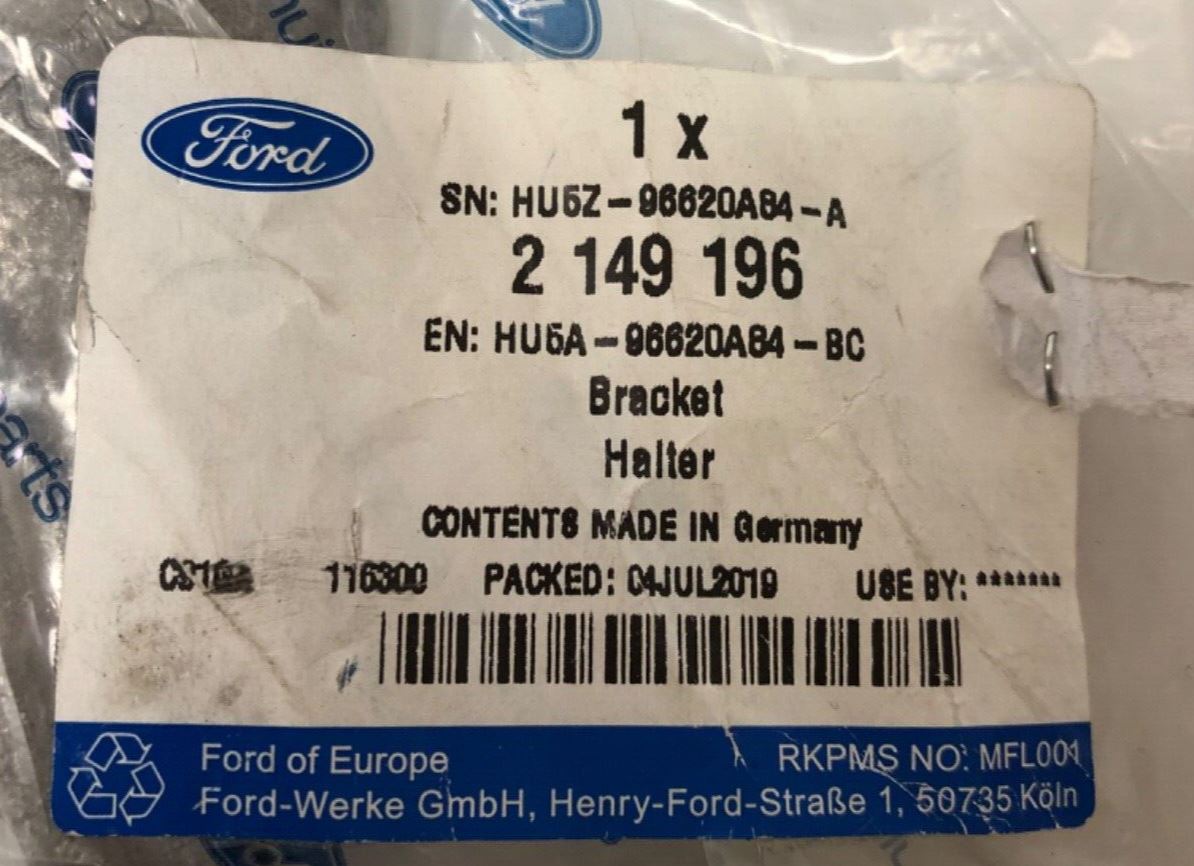 Ford
1 x
SN: HU5Z-96620A64-A
2 149 196
EN: HU5A-96620A64-BC
Bracket
Halter
CONTENTS MADE IN Germany
116300 PACKED: 04JUL2019 USE BY: *******
Ford of Europe RKPMS NO: MFL001
Ford-Werke GmbH, Henry-Ford-Straße 1, 50735 Köln
arts